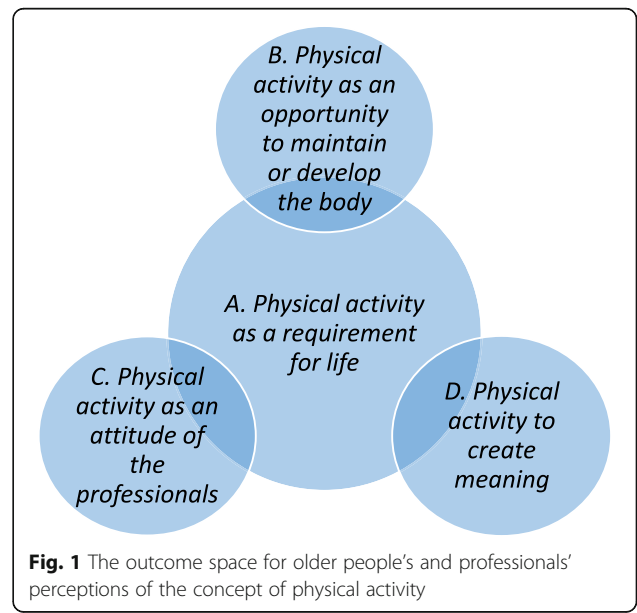 B. Physical
activity as an
opportunity
to maintain
or develop
the body
A. Physical activity
as a requirement
for life
C. Physical
activity as an
attitude of
the
professionals
D. Physical
activity to
create
meaning
Fig. 1 The outcome space for older people’s and professionals’
perceptions of the concept of physical activity